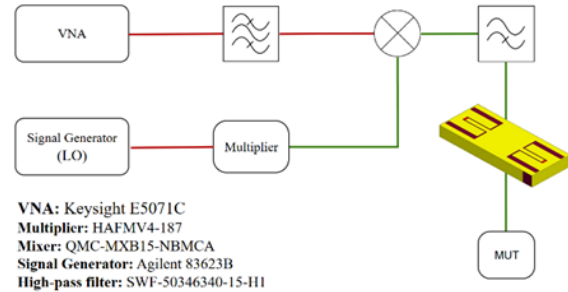 VNA
Signal Generator
(LO)
Multiplier
MUT
VNA: Keysight E5071C
Multiplier: HAFMV4-187
Mixer: QMC-MXB15-NBMCA
Signal Generator: Agilent 83623B
High-pass filter: SWF-50346340-15-H1